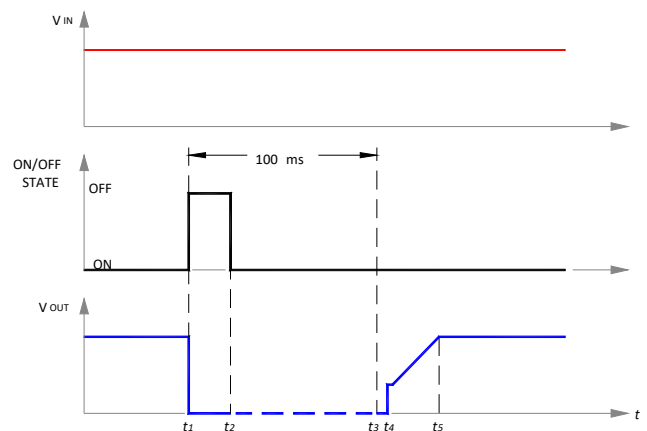 V IN
100 ms
ON/OFF
STATE
OFF
ON
V OUT
t1 t2 t3 t4 t5 t